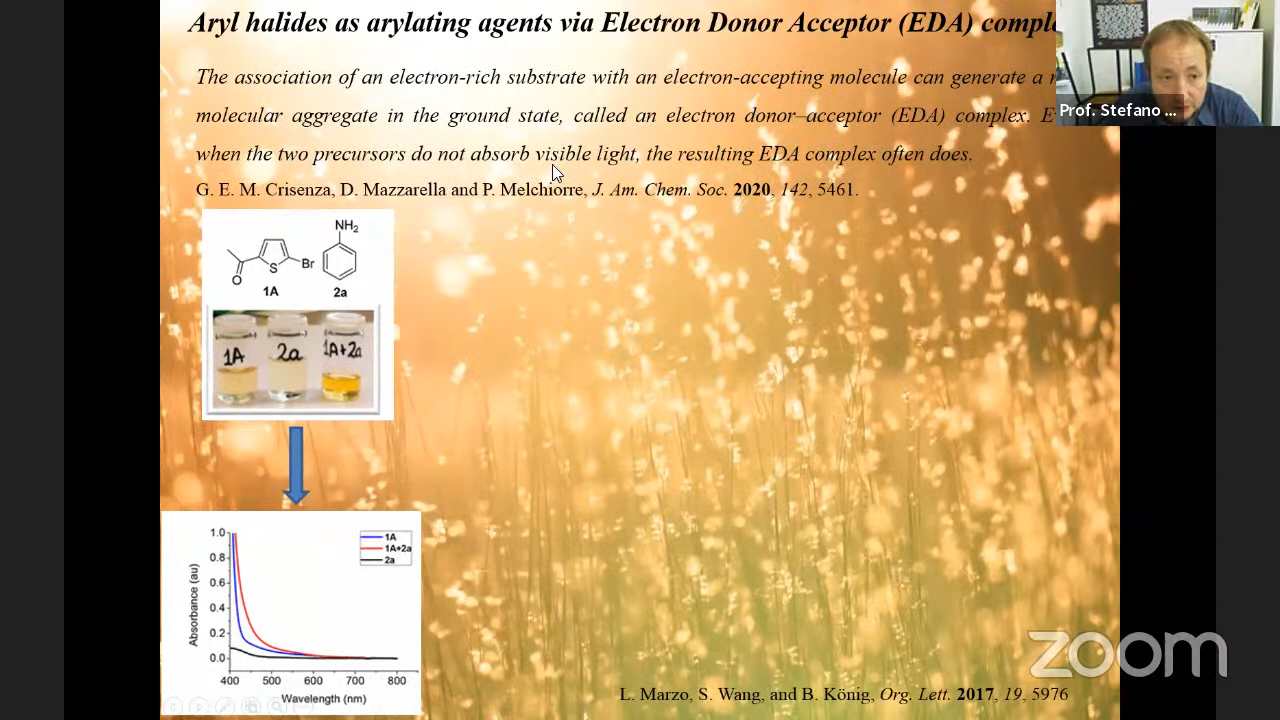 Aryl halides as arylating agents via Electron Donor Acceptor (EDA)
The association of an electron-rich substrate with an electron-accepting molecule can generate a
Prof. Stefano ...
molecular aggregate in the ground state, called an electron donor–acceptor (EDA) complex.
when the two precursors do not absorb visible light, the resulting EDA complex often does.
G. E. M. Crisenza, D. Mazzarella and P. Melchiorre, J. Am. Chem. Soc. 2020, 142, 5461.
NH2
Br
S
O
1A 2a
1A 2a 1A+2a
1.0
0.8
0.6
0.4
0.2
0.0
Absorbance (au)
1A
1A+2a
2a
400 500 600 700 800
Wavelength (nm)
zoom
L. Marzo, S. Wang, and B. König, Org. Lett. 2017, 19, 5976